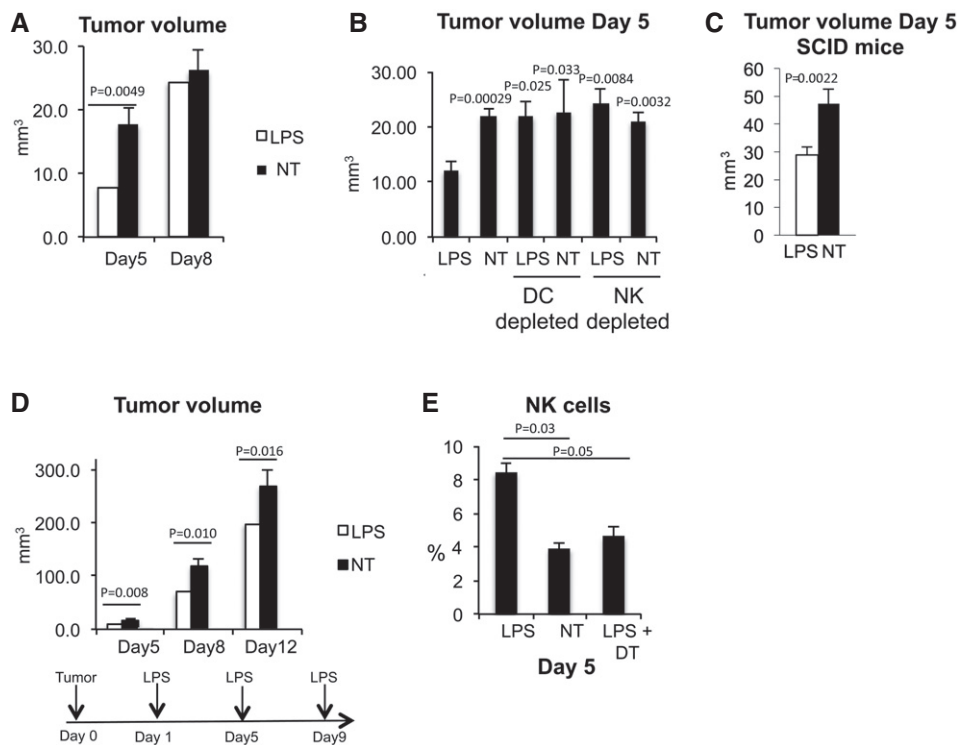 A
Tumor volume
30.0
20.0
10.0
0.0
mm³
P=0.0049
LPS
NT
Day5 Day8
B
Tumor volume Day 5
30.00
20.00
10.00
0.00
mm³
P=0.00029
P=0.025
P=0.033
P=0.0084
P=0.0032
LPS NT LPS NT LPS NT
DC depleted
NK depleted
C
Tumor volume Day 5
SCID mice
60
50
40
30
20
10
0
mm³
P=0.0022
LPS NT
D
Tumor volume
300.0
200.0
100.0
0.0
mm³
P=0.008
P=0.010
P=0.016
LPS
NT
Day5 Day8 Day12
Tumor LPS LPS LPS
Day 0 Day 1 Day5 Day9
E
NK cells
P=0.03
P=0.05
10
8
6
4
2
0
%
LPS NT LPS + DT
Day 5